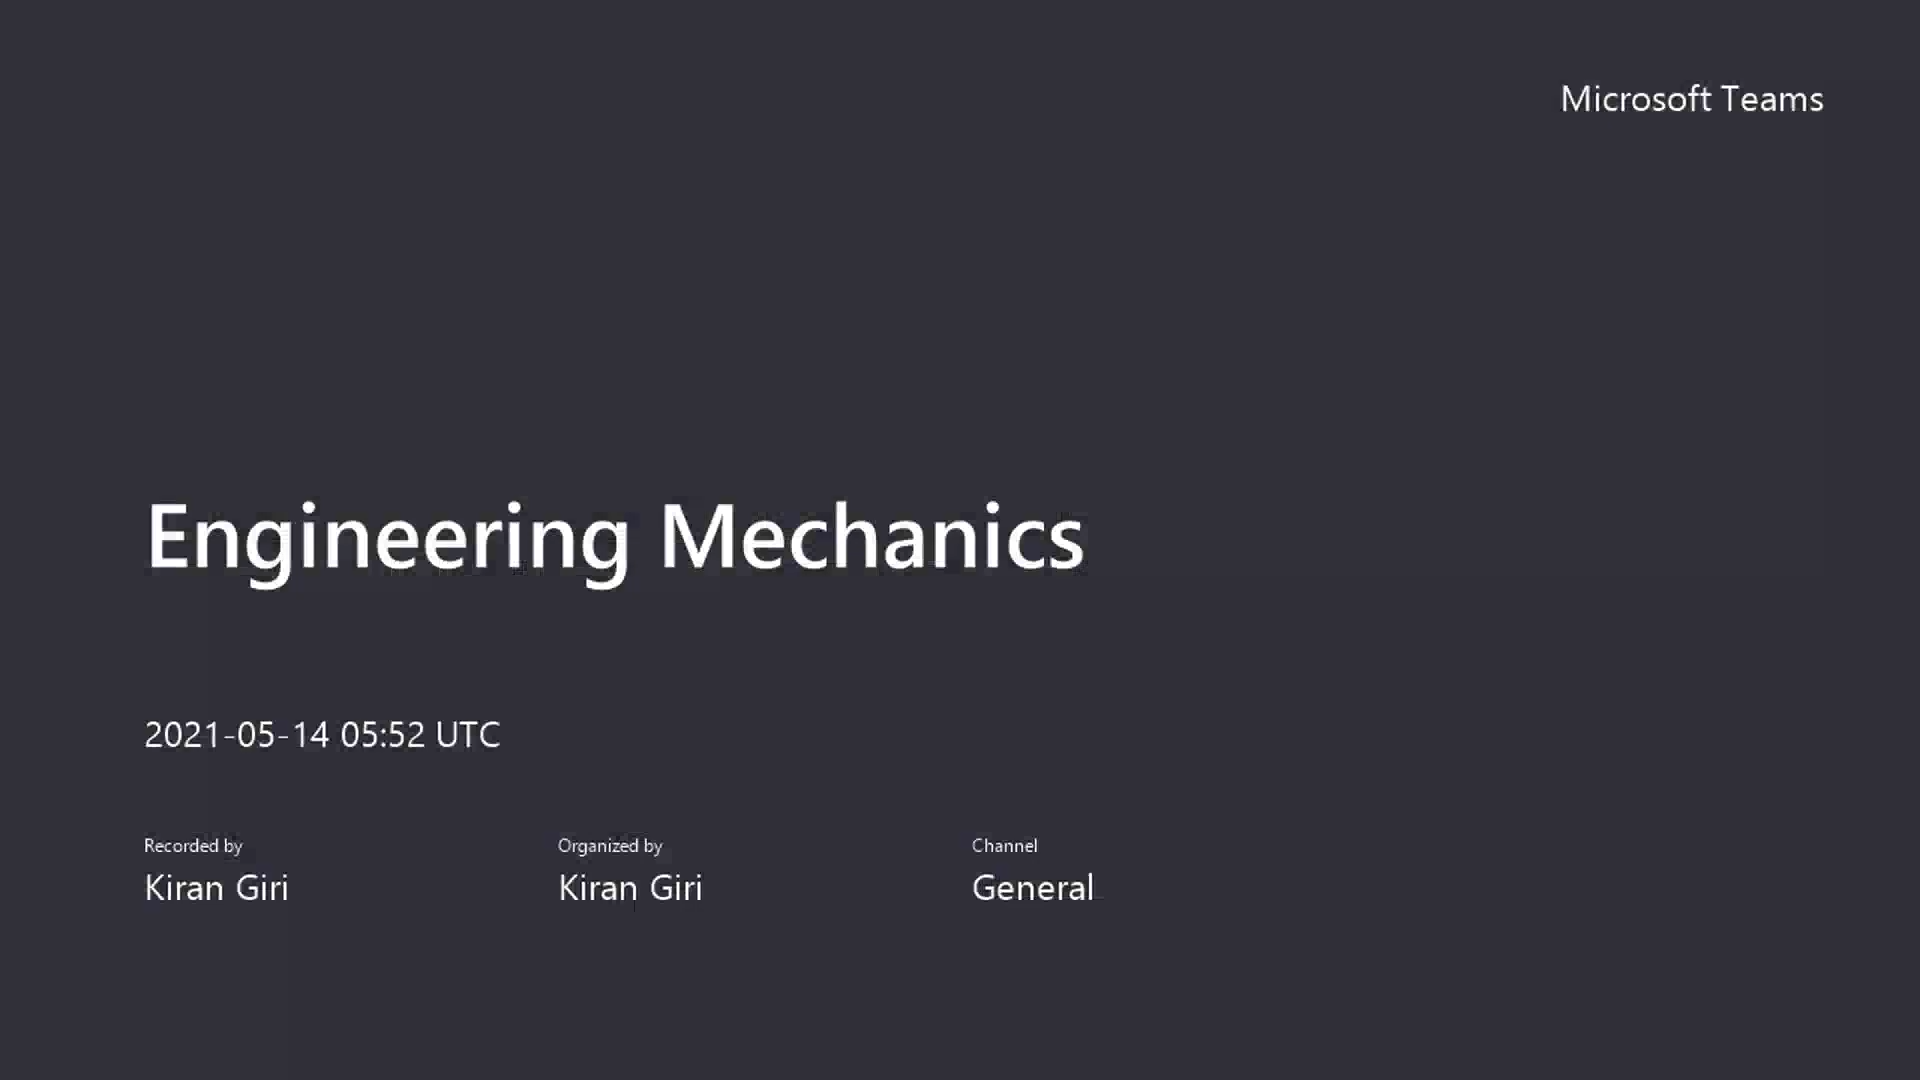 Microsoft Teams
Engineering Mechanics
2021-05-14 05:52 UTC
Recorded by
Kiran Giri
Organized by
Kiran Giri
Channel
General